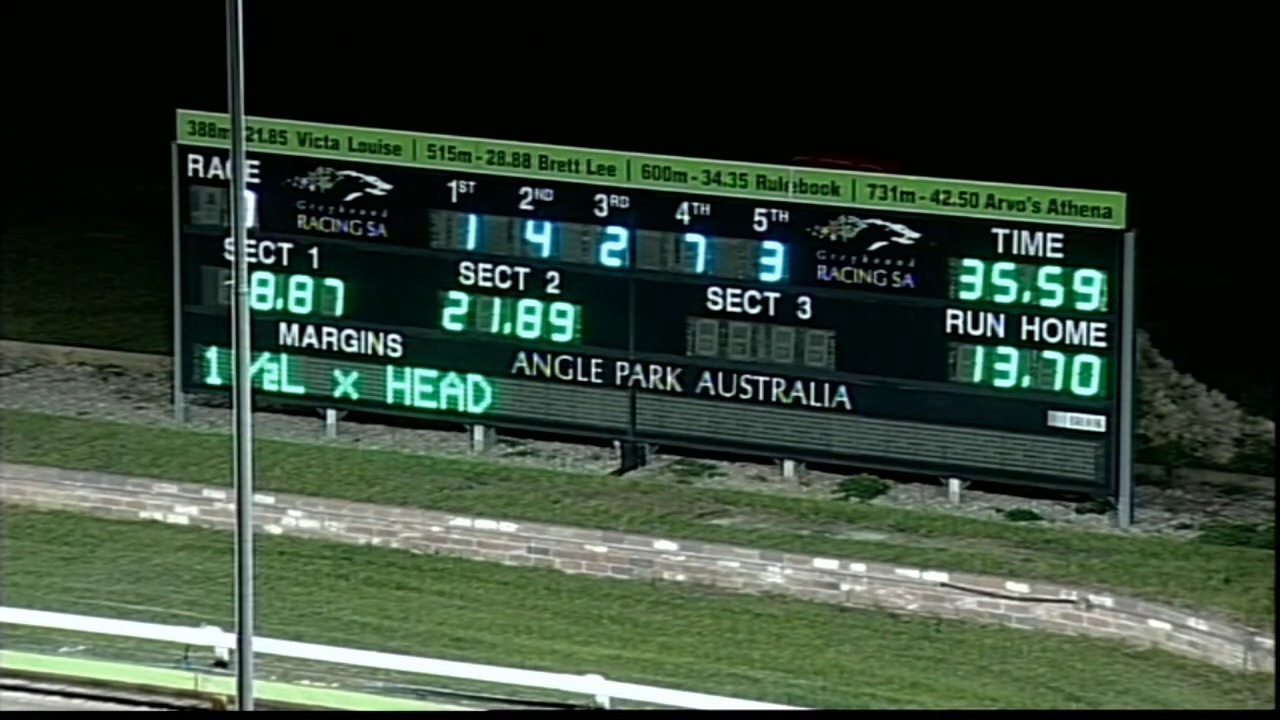 388m-21.85 Victa Louise | 515m-28.88 Brett Lee | 600m-34.35 Rulebook | 731m-42.50 Arvo's Athena
RACE
Greyhound
RACING SA
1ST 2ND 3RD 4TH 5TH
1 4 2 7 3
Greyhound
RACING SA
TIME
35.59
SECT 1
8.87
SECT 2
21.89
SECT 3
RUN HOME
13.70
MARGINS
1 ½L x HEAD
ANGLE PARK AUSTRALIA